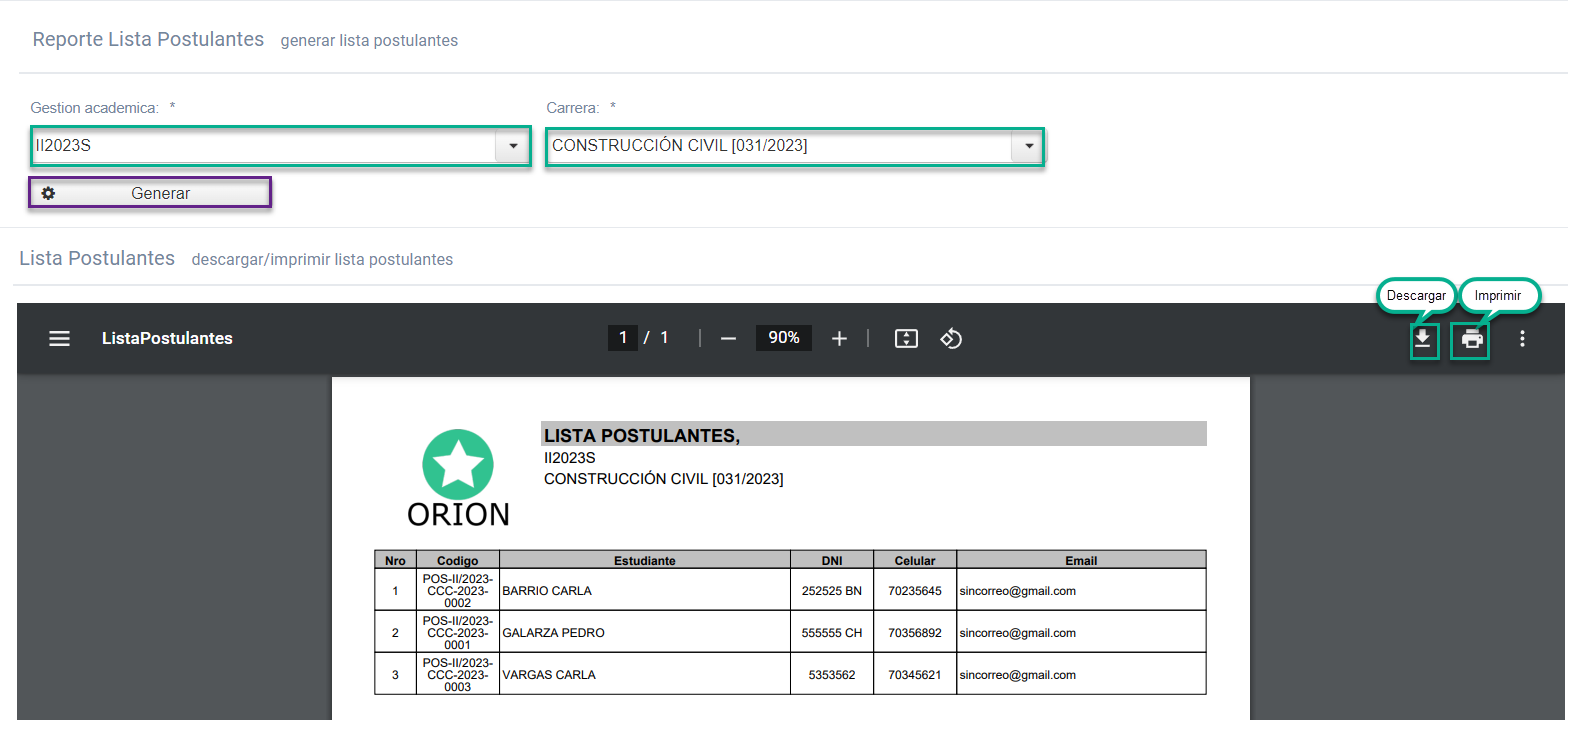 Reporte Lista Postulantes generar lista postulantes
Gestion academica: * Carrera: *
II2023S CONSTRUCCIÓN CIVIL [031/2023]
Generar
Lista Postulantes descargar/imprimir lista postulantes
Descargar Imprimir
ListaPostulantes 1 / 1 90%
LISTA POSTULANTES,
II2023S
CONSTRUCCIÓN CIVIL [031/2023]
ORION
Nro Codigo Estudiante DNI Celular Email
1 POS-II/2023-CCC-2023-0002 BARRIO CARLA 252525 BN 70235645 sincorreo@gmail.com
2 POS-II/2023-CCC-2023-0001 GALARZA PEDRO 555555 CH 70356892 sincorreo@gmail.com
3 POS-II/2023-CCC-2023-0003 VARGAS CARLA 5353562 70345621 sincorreo@gmail.com